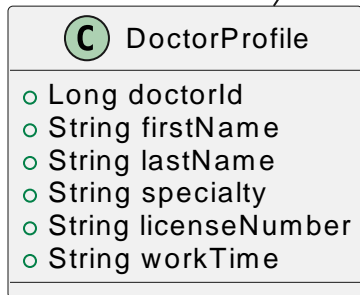 C DoctorProfile
Long doctorId
String firstName
String lastName
String specialty
String licenseNumber
String workTime